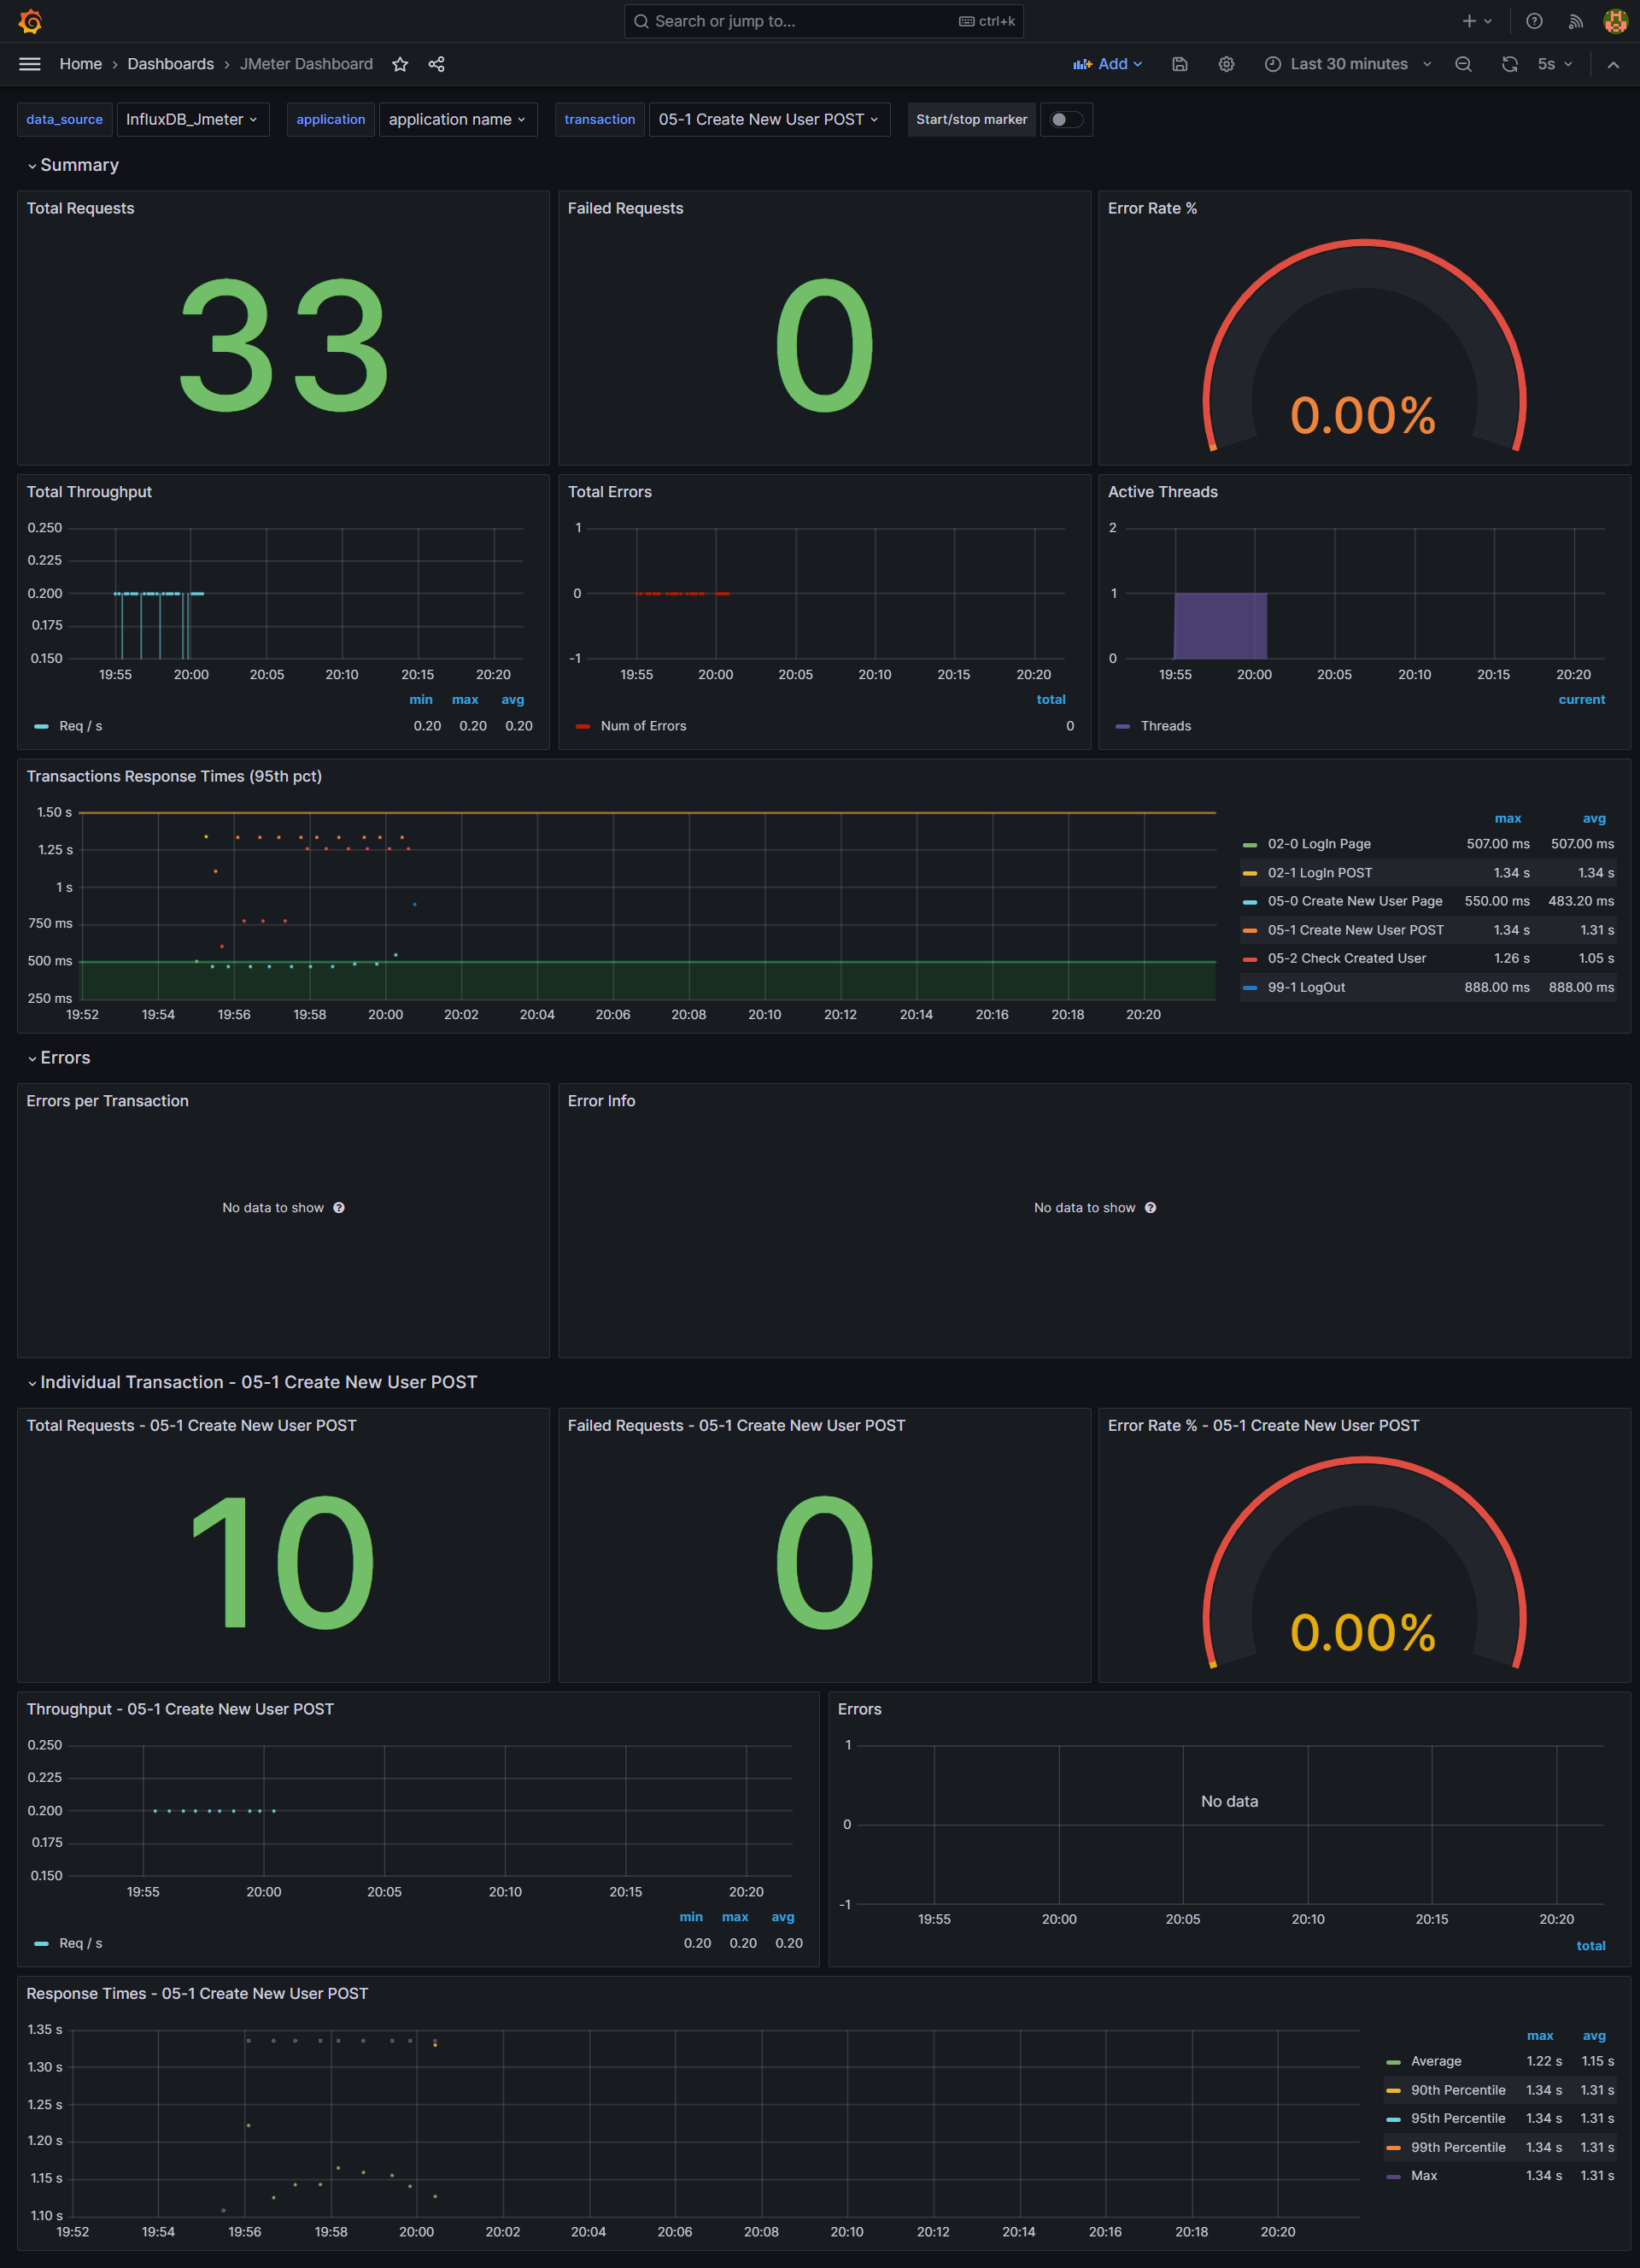 Search or jump to... ctrl+k
Home › Dashboards › JMeter Dashboard Add Last 30 minutes 5s
data_source InfluxDB_Jmeter application application name transaction 05-1 Create New User POST Start/stop marker
Summary
Total Requests
33
Failed Requests
0
Error Rate %
0.00%
Total Throughput
0.250
0.225
0.200
0.175
0.150
19:55 20:00 20:05 20:10 20:15 20:20
min max avg
Req / s 0.20 0.20 0.20
Total Errors
1
0
-1
19:55 20:00 20:05 20:10 20:15 20:20
total
Num of Errors 0
Active Threads
2
1
0
19:55 20:00 20:05 20:10 20:15 20:20
current
Threads
Transactions Response Times (95th pct)
1.50 s
1.25 s
1 s
750 ms
500 ms
250 ms
19:52 19:54 19:56 19:58 20:00 20:02 20:04 20:06 20:08 20:10 20:12 20:14 20:16 20:18 20:20
max avg
02-0 LogIn Page 507.00 ms 507.00 ms
02-1 LogIn POST 1.34 s 1.34 s
05-0 Create New User Page 550.00 ms 483.20 ms
05-1 Create New User POST 1.34 s 1.31 s
05-2 Check Created User 1.26 s 1.05 s
99-1 LogOut 888.00 ms 888.00 ms
Errors
Errors per Transaction
No data to show
Error Info
No data to show
Individual Transaction - 05-1 Create New User POST
Total Requests - 05-1 Create New User POST
10
Failed Requests - 05-1 Create New User POST
0
Error Rate % - 05-1 Create New User POST
0.00%
Throughput - 05-1 Create New User POST
0.250
0.225
0.200
0.175
0.150
19:55 20:00 20:05 20:10 20:15 20:20
min max avg
Req / s 0.20 0.20 0.20
Errors
1
No data
0
-1
19:55 20:00 20:05 20:10 20:15 20:20
total
Response Times - 05-1 Create New User POST
1.35 s
1.30 s
1.25 s
1.20 s
1.15 s
1.10 s
19:52 19:54 19:56 19:58 20:00 20:02 20:04 20:06 20:08 20:10 20:12 20:14 20:16 20:18 20:20
max avg
Average 1.22 s 1.15 s
90th Percentile 1.34 s 1.31 s
95th Percentile 1.34 s 1.31 s
99th Percentile 1.34 s 1.31 s
Max 1.34 s 1.31 s